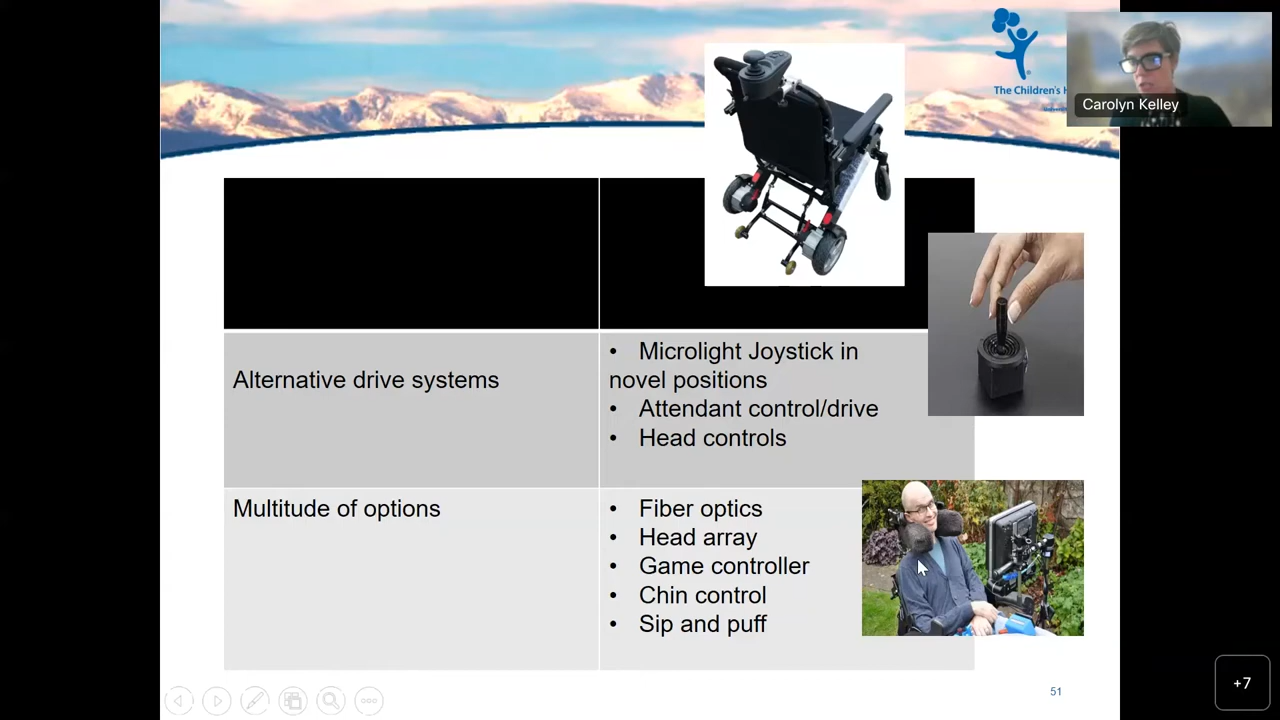 The Children's H
Carolyn Kelley
Alternative drive systems
• Microlight Joystick in
novel positions
• Attendant control/drive
• Head controls
Multitude of options
• Fiber optics
• Head array
• Game controller
• Chin control
• Sip and puff
51
+7